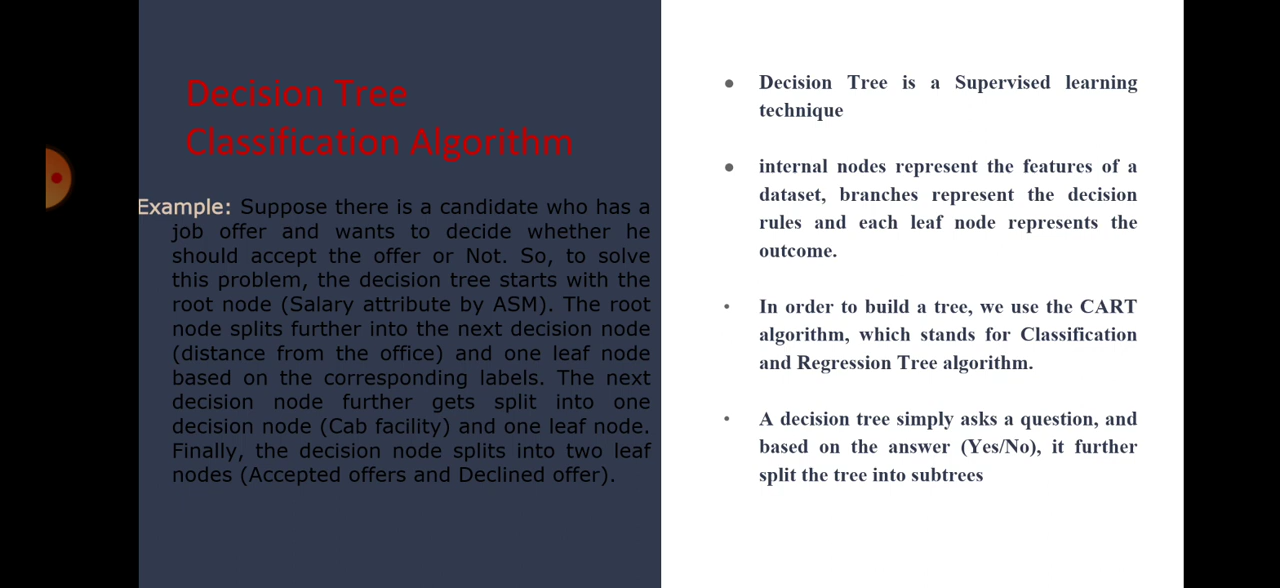 Decision Tree
Classification Algorithm
Example: Suppose there is a candidate who has a
job offer and wants to decide whether he
should accept the offer or Not. So, to solve
this problem, the decision tree starts with the
root node (Salary attribute by ASM). The root
node splits further into the next decision node
(distance from the office) and one leaf node
based on the corresponding labels. The next
decision node further gets split into one
decision node (Cab facility) and one leaf node.
Finally, the decision node splits into two leaf
nodes (Accepted offers and Declined offer).
● Decision Tree is a Supervised learning
technique
● internal nodes represent the features of a
dataset, branches represent the decision
rules and each leaf node represents the
outcome.
• In order to build a tree, we use the CART
algorithm, which stands for Classification
and Regression Tree algorithm.
• A decision tree simply asks a question, and
based on the answer (Yes/No), it further
split the tree into subtrees